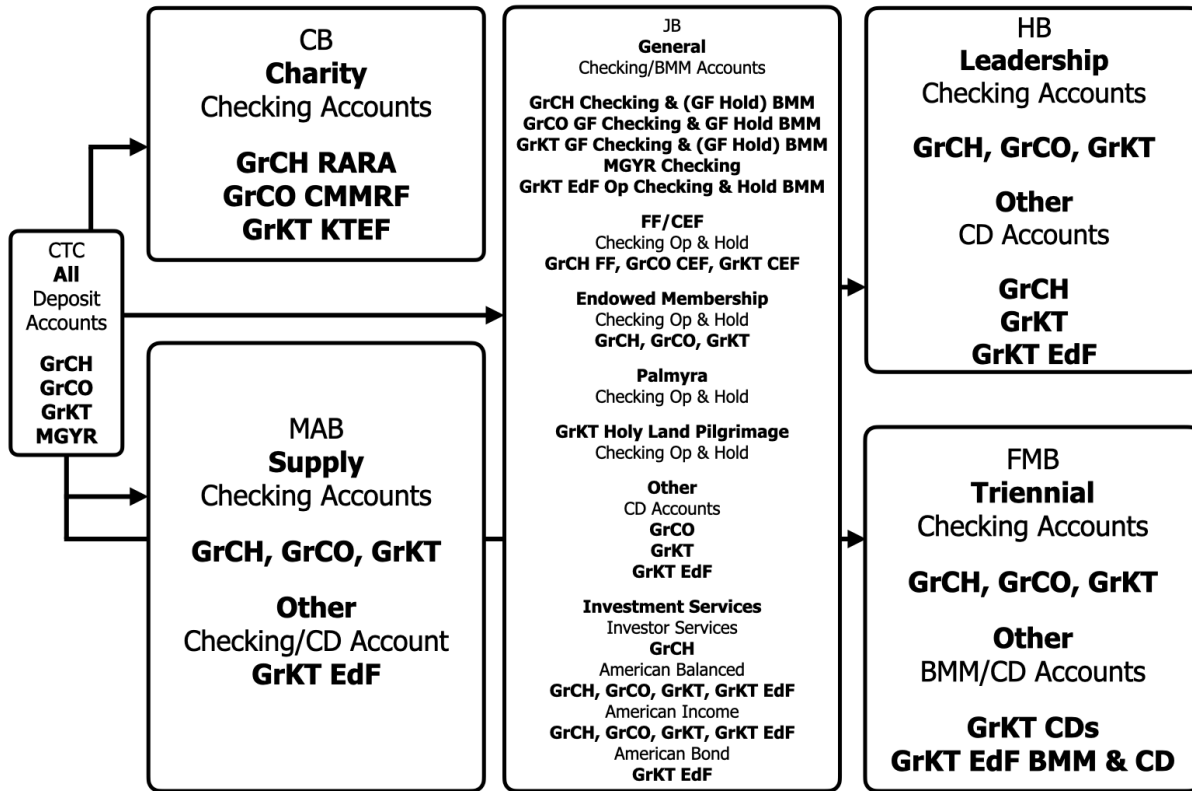 CTC
All
Deposit
Accounts
GrCH
GrCO
GrKT
MGYR
CB
Charity
Checking Accounts
GrCH RARA
GrCO CMMRF
GrKT KTEF
MAB
Supply
Checking Accounts
GrCH, GrCO, GrKT
Other
Checking/CD Account
GrKT EdF
JB
General
Checking/BMM Accounts
GrCH Checking & (GF Hold) BMM
GrCO GF Checking & GF Hold BMM
GrKT GF Checking & (GF Hold) BMM
MGYR Checking
GrKT EdF Op Checking & Hold BMM
FF/CEF
Checking Op & Hold
GrCH FF, GrCO CEF, GrKT CEF
Endowed Membership
Checking Op & Hold
GrCH, GrCO, GrKT
Palmyra
Checking Op & Hold
GrKT Holy Land Pilgrimage
Checking Op & Hold
Other
CD Accounts
GrCO
GrKT
GrKT EdF
Investment Services
Investor Services
GrCH
American Balanced
GrCH, GrCO, GrKT, GrKT EdF
American Income
GrCH, GrCO, GrKT, GrKT EdF
American Bond
GrKT EdF
HB
Leadership
Checking Accounts
GrCH, GrCO, GrKT
Other
CD Accounts
GrCH
GrKT
GrKT EdF
FMB
Triennial
Checking Accounts
GrCH, GrCO, GrKT
Other
BMM/CD Accounts
GrKT CDs
GrKT EdF BMM & CD